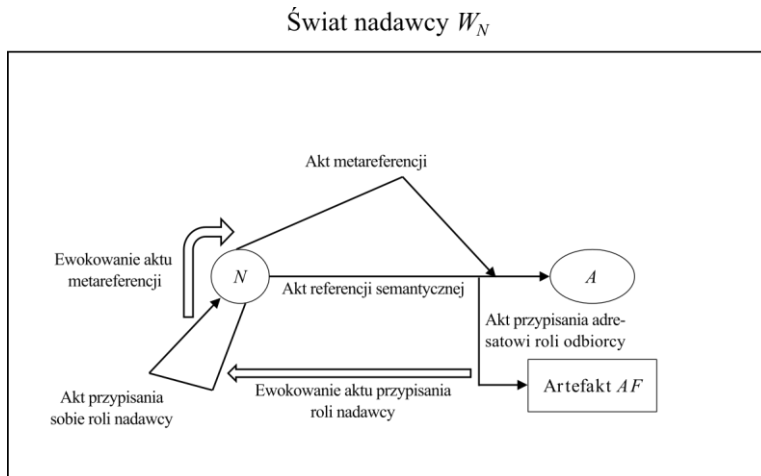 Świat nadawcy W_N
Akt metareferencji
Ewokowanie aktu
metareferencji
N
A
Akt referencji semantycznej
Akt przypisania adre-
satowi roli odbiorcy
Akt przypisania
sobie roli nadawcy
Ewokowanie aktu przypisania
roli nadawcy
Artefakt AF